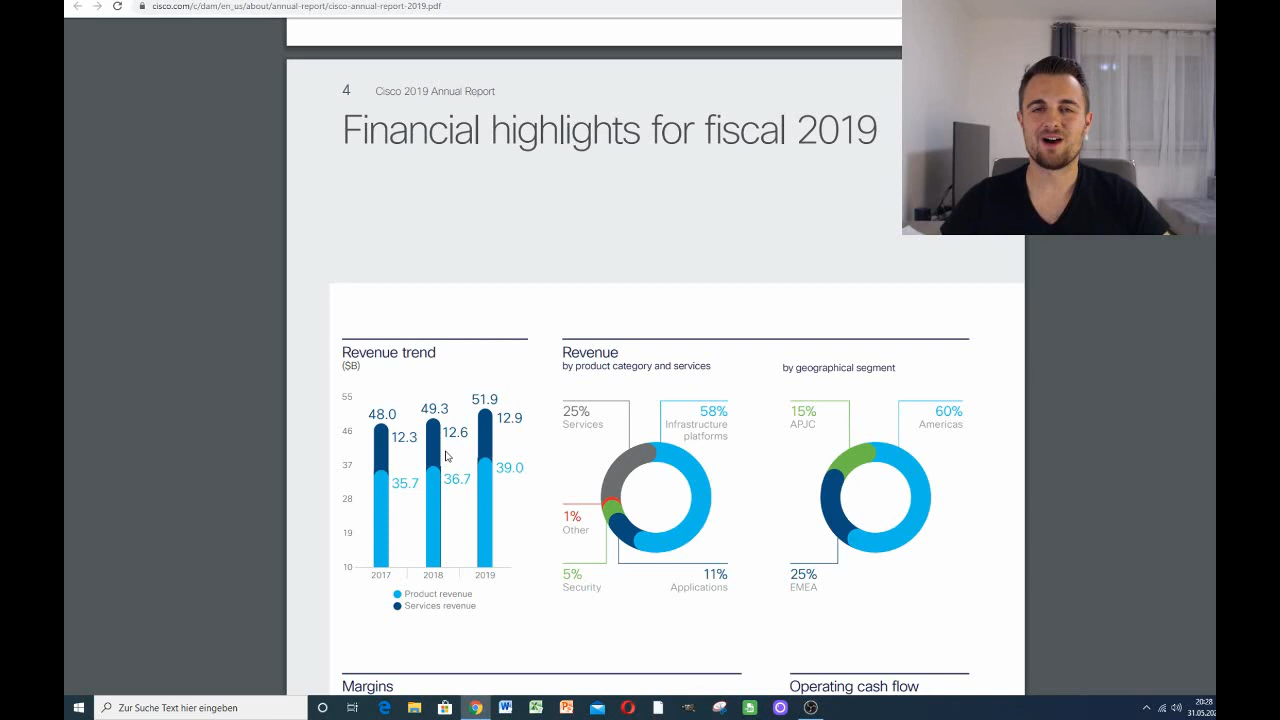 cisco.com/c/dam/en_us/about/annual-report/cisco-annual-report-2019.pdf
4 Cisco 2019 Annual Report
Financial highlights for fiscal 2019
Revenue trend
($B)
55
46
37
28
19
10
48.0
12.3
35.7
49.3
12.6
36.7
51.9
12.9
39.0
2017 2018 2019
Product revenue
Services revenue
Revenue
by product category and services
25%
Services
58%
Infrastructure
platforms
1%
Other
5%
Security
11%
Applications
by geographical segment
15%
APJC
60%
Americas
25%
EMEA
Margins
Operating cash flow
Zur Suche Text hier eingeben
20:28